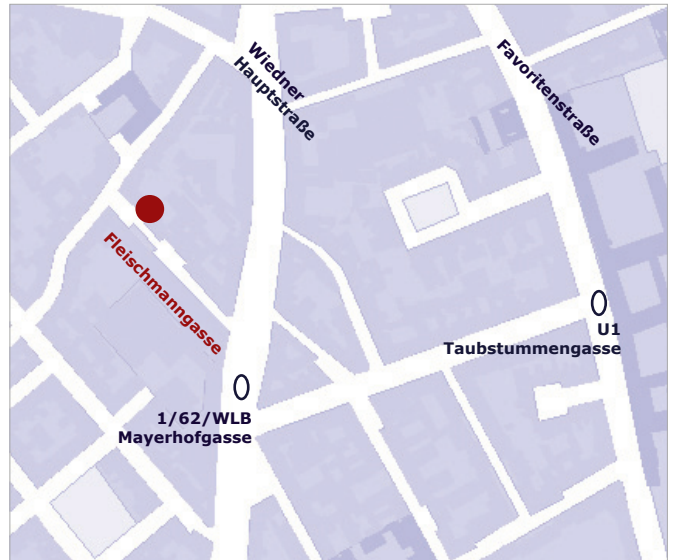 Wiedner
Hauptstraße
Favoritenstraße
Fleischmanngasse
U1
Taubstummengasse
1/62/WLB
Mayerhofgasse